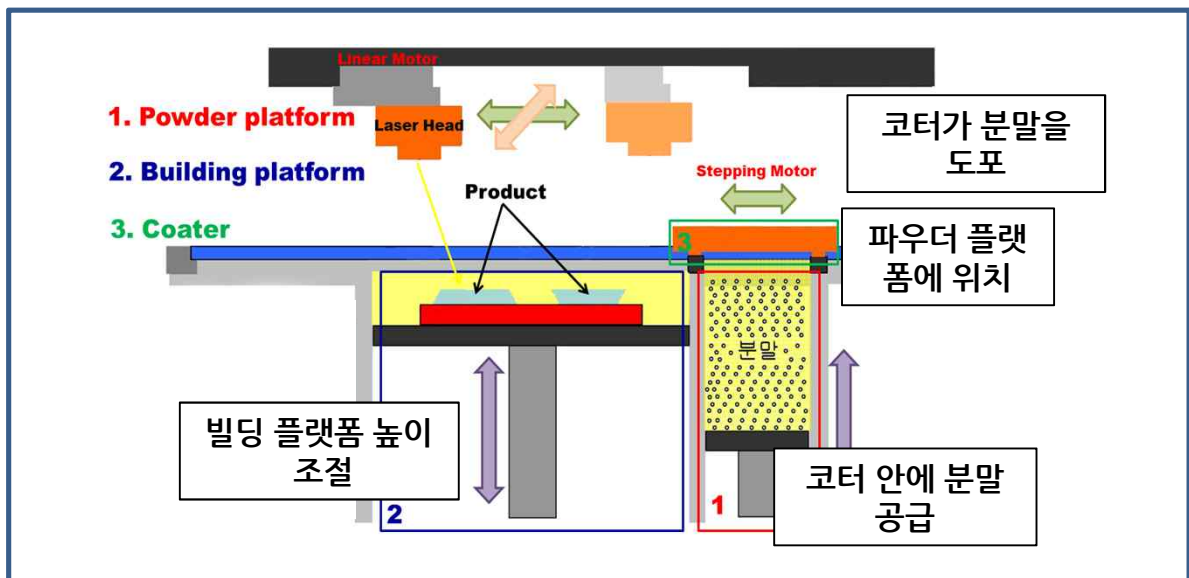 Linear Motor
1. Powder platform
Laser Head
코터가 분말을
도포
2. Building platform
Stepping Motor
Product
3. Coater
3
파우더 플랫
폼에 위치
분말
빌딩 플랫폼 높이
조절
코터 안에 분말
공급
2
1